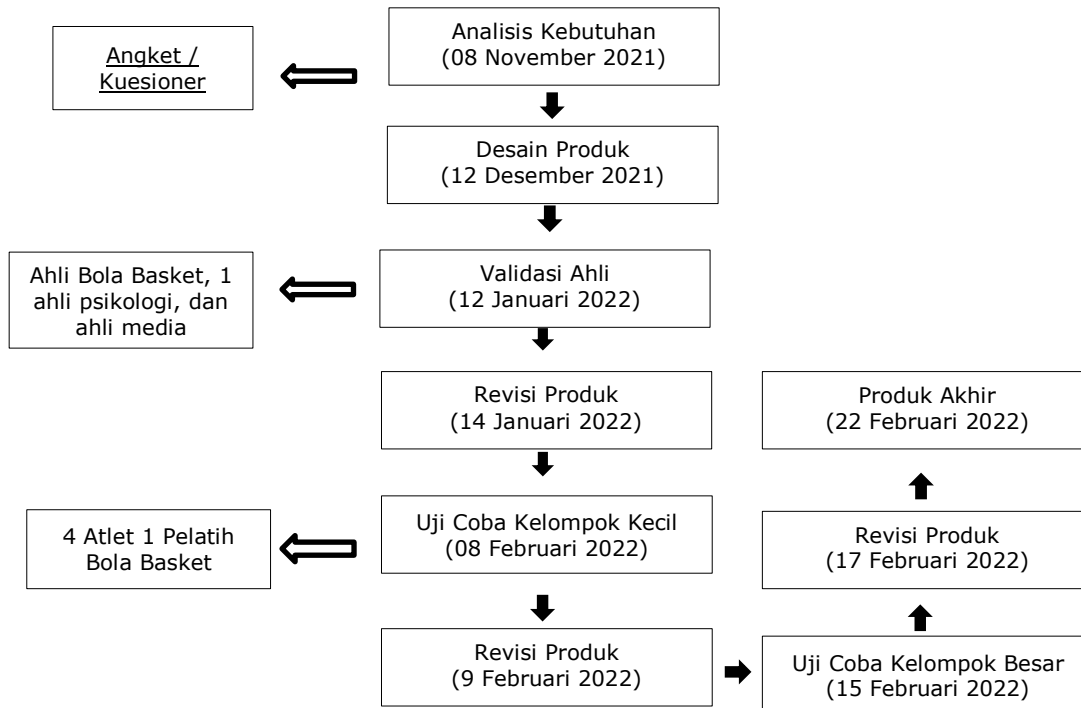 Analisis Kebutuhan
(08 November 2021)
Angket /
Kuesioner
Desain Produk
(12 Desember 2021)
Validasi Ahli
(12 Januari 2022)
Ahli Bola Basket, 1
ahli psikologi, dan
ahli media
Revisi Produk
(14 Januari 2022)
Uji Coba Kelompok Kecil
(08 Februari 2022)
4 Atlet 1 Pelatih
Bola Basket
Revisi Produk
(9 Februari 2022)
Uji Coba Kelompok Besar
(15 Februari 2022)
Revisi Produk
(17 Februari 2022)
Produk Akhir
(22 Februari 2022)